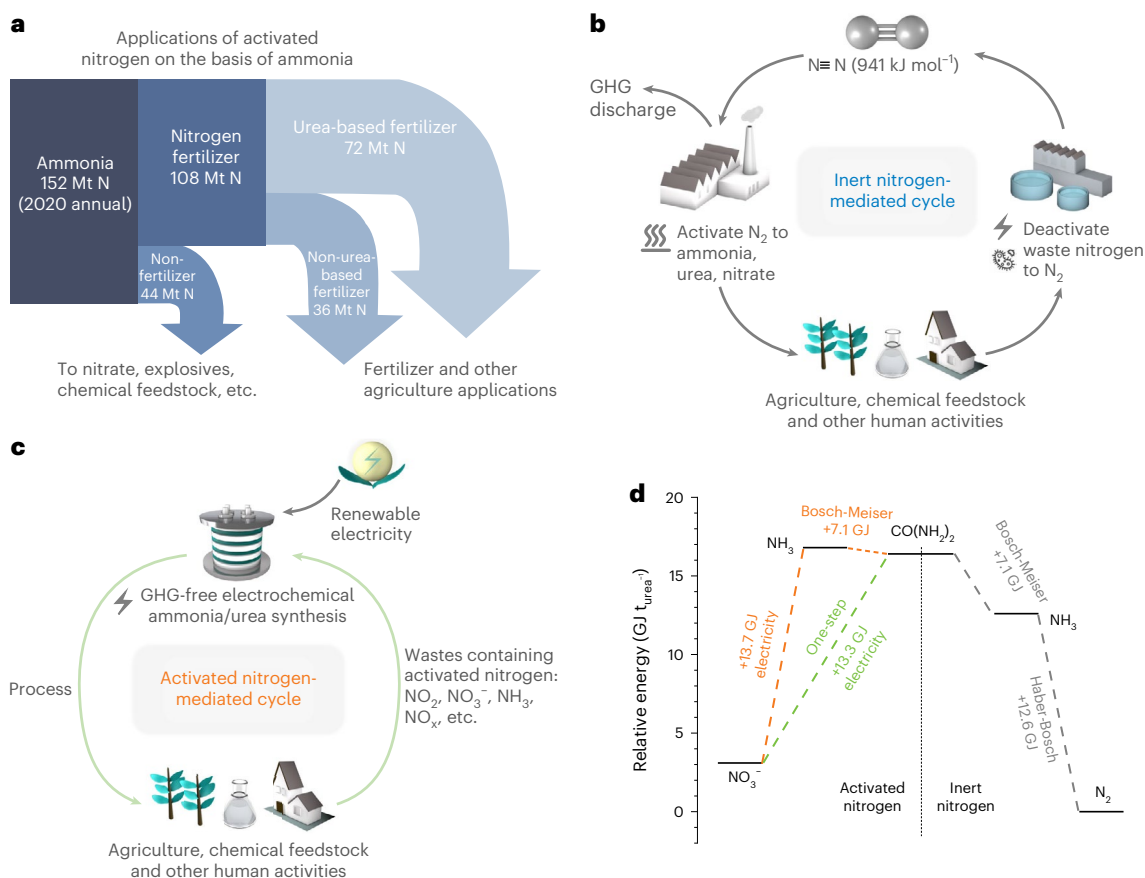 a
Applications of activated
nitrogen on the basis of ammonia
Ammonia
152 Mt N
(2020 annual)
Nitrogen
fertilizer
108 Mt N
Urea-based fertilizer
72 Mt N
Non-
fertilizer
44 Mt N
Non-urea-
based
fertilizer
36 Mt N
To nitrate, explosives,
chemical feedstock, etc.
Fertilizer and other
agriculture applications
b
N≡N (941 kJ mol⁻¹)
GHG
discharge
Inert nitrogen-
mediated cycle
Activate N₂ to
ammonia,
urea, nitrate
Deactivate
waste nitrogen
to N₂
Agriculture, chemical feedstock
and other human activities
c
Renewable
electricity
GHG-free electrochemical
ammonia/urea synthesis
Process
Activated nitrogen-
mediated cycle
Wastes containing
activated nitrogen:
NO₂, NO₃⁻, NH₃,
NOₓ, etc.
Agriculture, chemical feedstock
and other human activities
d
Relative energy (GJ t_urea⁻¹)
20
16
12
8
4
0
Bosch-Meiser
+7.1 GJ
NH₃
CO(NH₂)₂
+13.7 GJ
electricity
One-step
+13.3 GJ
electricity
NO₃⁻
Bosch-Meiser
+7.1 GJ
NH₃
Haber-Bosch
+12.6 GJ
N₂
Activated
nitrogen
Inert
nitrogen